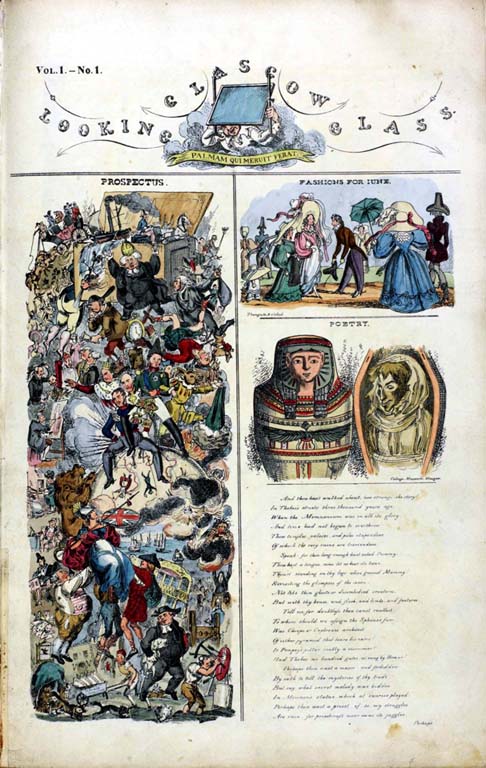 VOL. 1. – No. 1.
GLASGOW
LOOKING GLASS.
PALMAM QUI MERUIT FERAT.
PROSPECTUS.
FASHIONS FOR IUNE.
POETRY.
College Museum Glasgow
And thou hast walked about, how strange the story!
In Thebes's streets three thousand years ago
When the Memnonium was in all its glory
And time had not begun to overthrow
Those temples, palaces and piles stupendous
Of which the very ruins are tremendous
Speak for thou long enough hast acted Dummy
Thou hast a tongue come let us hear its tune
Thou'rt standing on thy legs above ground Mummy
Revisiting the glimpses of the moon
Not like thin ghosts or disembodied creatures
But with thy bones and flesh, and limbs and features
Tell us for doubtless thou canst recollect,
To whom should we assign the Sphinxes fame
Was Cheops or Cephrenes architect
Of either pyramid that bears his name
Is Pompey's pillar really a misnomer
Had Thebes an hundred gates as sung by Homer
Perhaps thou wast a mason and forbidden
By oath to tell the mysteries of thy trade
But say what secret melody was hidden
In Memnon's statue which at sunrise played
Perhaps thou wast a priest if so my struggles
Are vain for priestcraft never owns its juggles
Perhaps